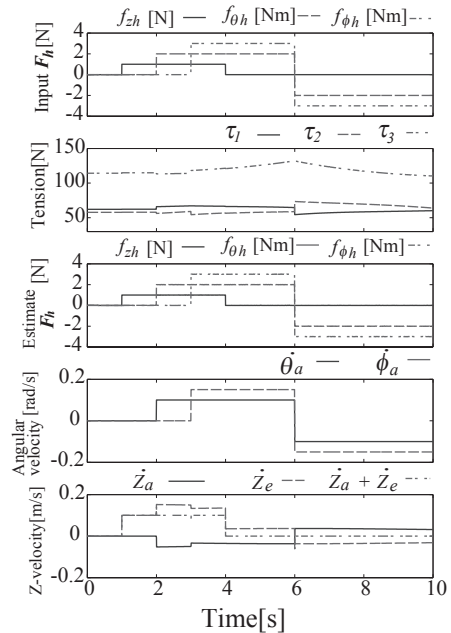 f_zh [N] f_θh [Nm] f_ϕh [Nm]
Input F_h [N]
4
2
0
-2
-4
τ_1 τ_2 τ_3
Tension[N]
150
100
50
f_zh [N] f_θh [Nm] f_ϕh [Nm]
Estimate F_h [N]
4
2
0
-2
-4
θ̇_a ϕ̇_a
Angular velocity [rad/s]
0.2
0
-0.2
Ż_a Ż_e Ż_a + Ż_e
Z-velocity[m/s]
0.2
0
-0.2
0 2 4 6 8 10
Time[s]